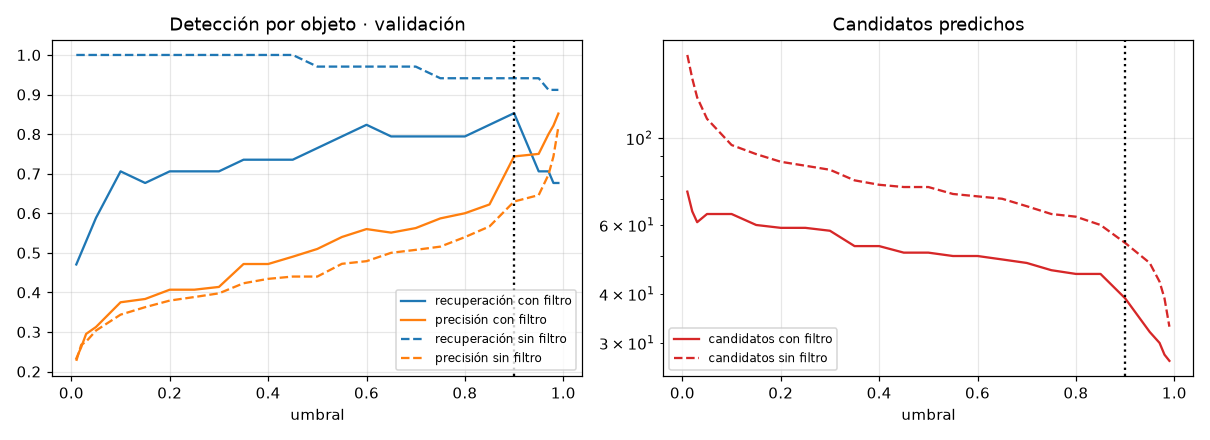 Detección por objeto · validación
1.0
0.9
0.8
0.7
0.6
0.5
0.4
0.3
0.2
0.0
0.2
0.4
0.6
0.8
1.0
umbral
recuperación con filtro
precisión con filtro
recuperación sin filtro
precisión sin filtro
Candidatos predichos
10²
6 × 10¹
4 × 10¹
3 × 10¹
0.0
0.2
0.4
0.6
0.8
1.0
umbral
candidatos con filtro
candidatos sin filtro